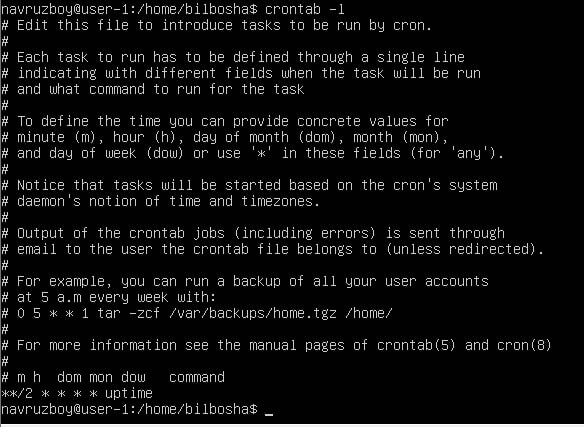 navruzboy@user-1:/home/bilbosha$ crontab -l
# Edit this file to introduce tasks to be run by cron.
#
# Each task to run has to be defined through a single line
# indicating with different fields when the task will be run
# and what command to run for the task
#
# To define the time you can provide concrete values for
# minute (m), hour (h), day of month (dom), month (mon),
# and day of week (dow) or use '*' in these fields (for 'any').
#
# Notice that tasks will be started based on the cron's system
# daemon's notion of time and timezones.
#
# Output of the crontab jobs (including errors) is sent through
# email to the user the crontab file belongs to (unless redirected).
#
# For example, you can run a backup of all your user accounts
# at 5 a.m every week with:
# 0 5 * * 1 tar -zcf /var/backups/home.tgz /home/
#
# For more information see the manual pages of crontab(5) and cron(8)
#
# m h  dom mon dow   command
**/2 * * * * uptime
navruzboy@user-1:/home/bilbosha$ _